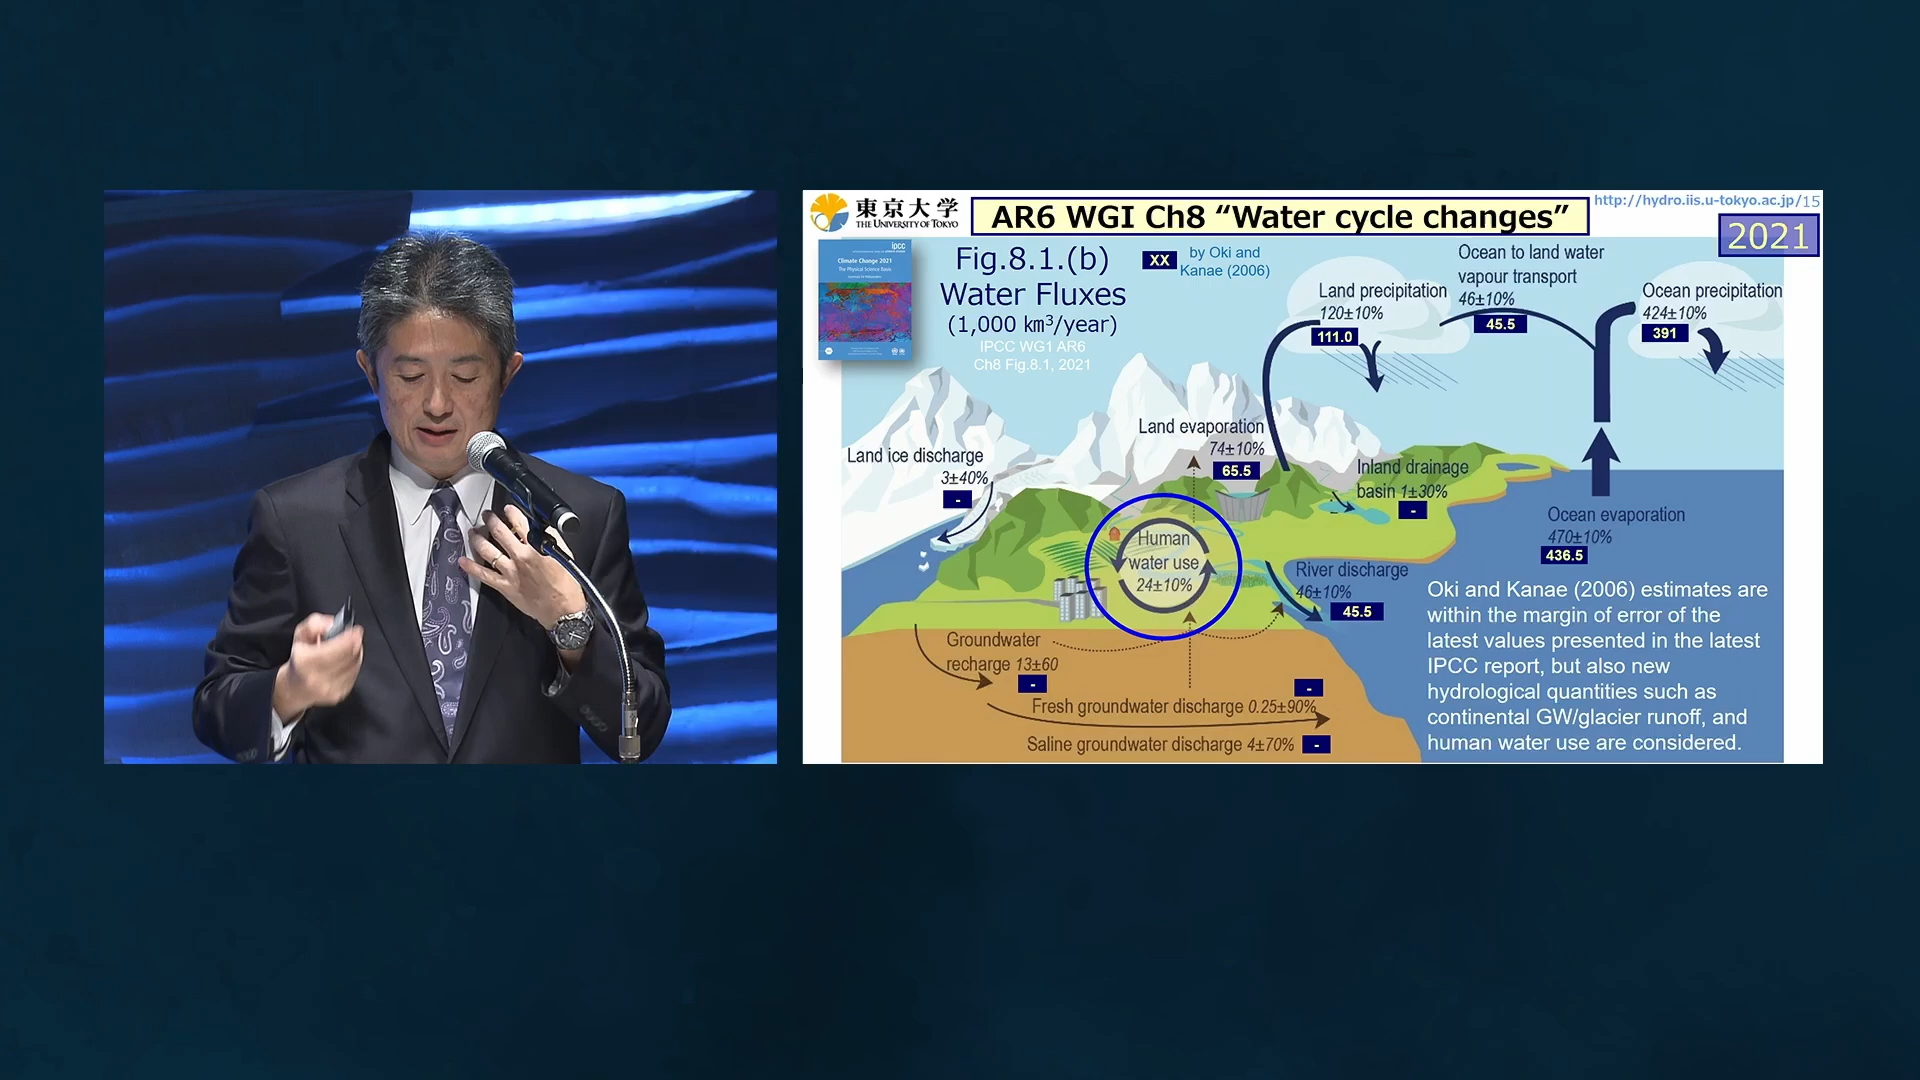 東京大学
THE UNIVERSITY OF TOKYO
AR6 WGI Ch8 “Water cycle changes”
http://hydro.iis.u-tokyo.ac.jp/15
2021
ipcc
Climate Change 2021
The Physical Science Basis
Fig.8.1.(b)
Water Fluxes
(1,000 km³/year)
IPCC WG1 AR6
Ch8 Fig.8.1, 2021
XX
by Oki and
Kanae (2006)
Ocean to land water
vapour transport
46±10%
45.5
Land precipitation
120±10%
111.0
Ocean precipitation
424±10%
391
Land evaporation
74±10%
65.5
Land ice discharge
3±40%
-
Inland drainage
basin 1±30%
-
Ocean evaporation
470±10%
436.5
Human
water use
24±10%
River discharge
46±10%
45.5
Groundwater
recharge 13±60
-
-
Fresh groundwater discharge 0.25±90%
Saline groundwater discharge 4±70%
-
Oki and Kanae (2006) estimates are
within the margin of error of the
latest values presented in the latest
IPCC report, but also new
hydrological quantities such as
continental GW/glacier runoff, and
human water use are considered.